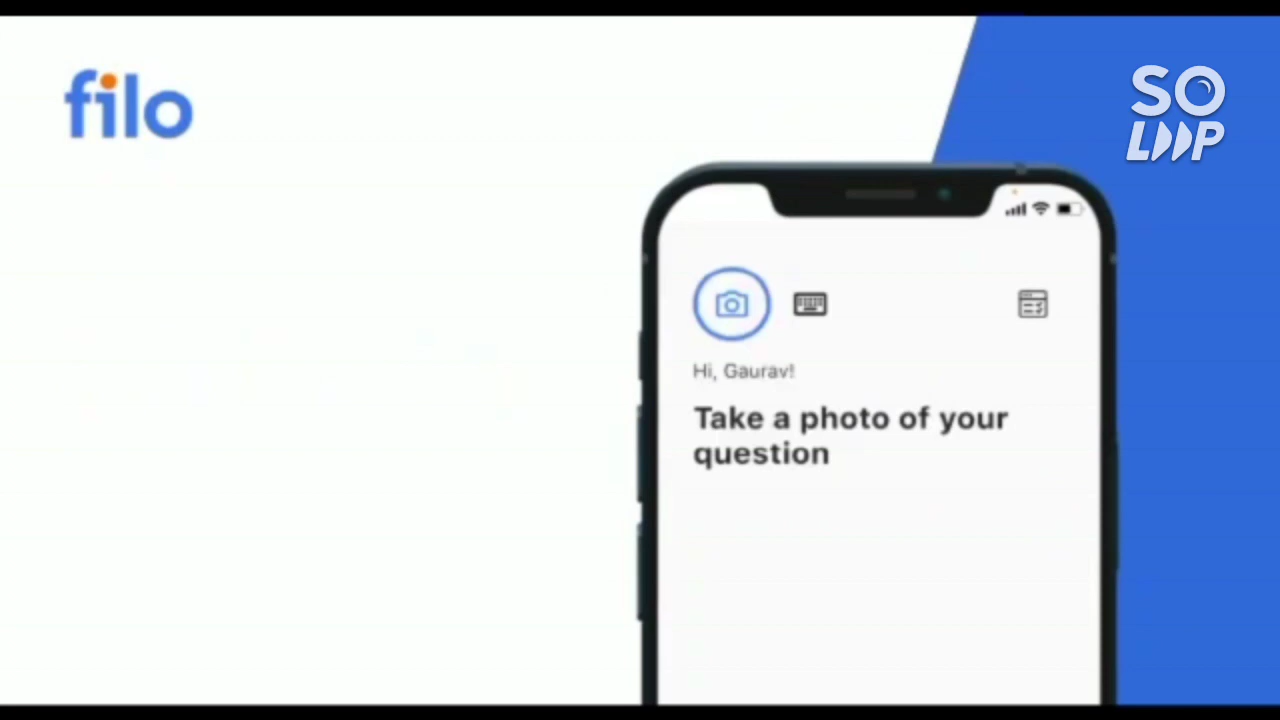 filo
SO
LOOP
Hi, Gaurav!
Take a photo of your
question